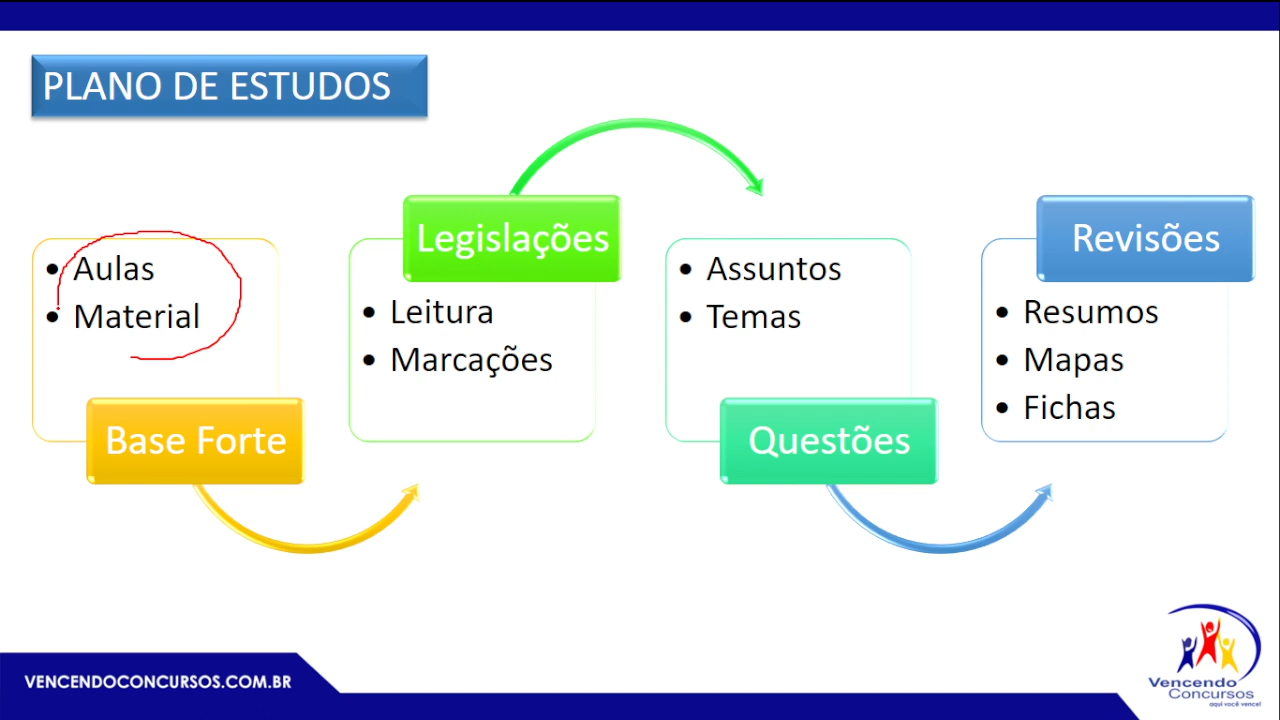 PLANO DE ESTUDOS
• Aulas
• Material
Base Forte
Legislações
• Leitura
• Marcações
• Assuntos
• Temas
Questões
Revisões
• Resumos
• Mapas
• Fichas
VENCENDOCONCURSOS.COM.BR
Vencendo
Concursos
aqui você vence!